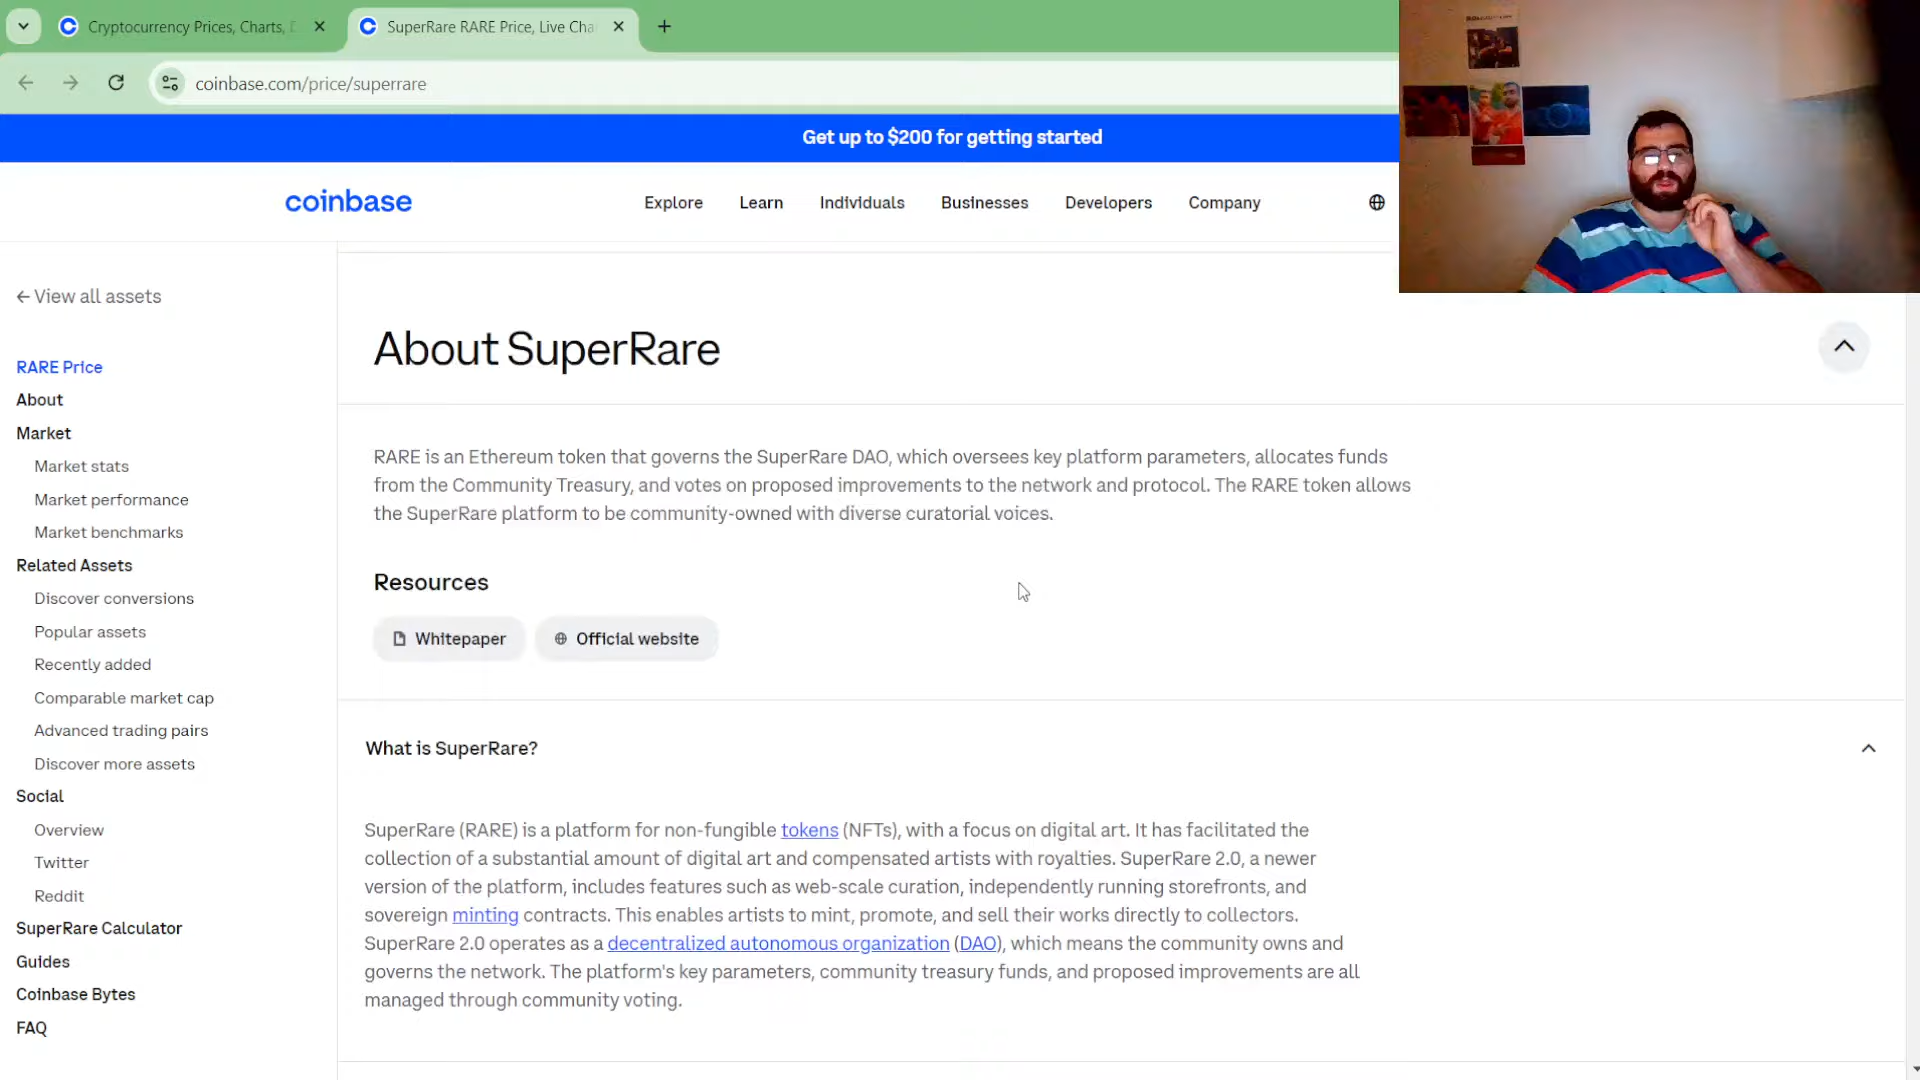 Cryptocurrency Prices, Charts,
SuperRare RARE Price, Live Cha
coinbase.com/price/superrare
Get up to $200 for getting started
coinbase
Explore
Learn
Individuals
Businesses
Developers
Company
← View all assets
RARE Price
About
Market
Market stats
Market performance
Market benchmarks
Related Assets
Discover conversions
Popular assets
Recently added
Comparable market cap
Advanced trading pairs
Discover more assets
Social
Overview
Twitter
Reddit
SuperRare Calculator
Guides
Coinbase Bytes
FAQ
About SuperRare
RARE is an Ethereum token that governs the SuperRare DAO, which oversees key platform parameters, allocates funds
from the Community Treasury, and votes on proposed improvements to the network and protocol. The RARE token allows
the SuperRare platform to be community-owned with diverse curatorial voices.
Resources
Whitepaper
Official website
What is SuperRare?
SuperRare (RARE) is a platform for non-fungible tokens (NFTs), with a focus on digital art. It has facilitated the
collection of a substantial amount of digital art and compensated artists with royalties. SuperRare 2.0, a newer
version of the platform, includes features such as web-scale curation, independently running storefronts, and
sovereign minting contracts. This enables artists to mint, promote, and sell their works directly to collectors.
SuperRare 2.0 operates as a decentralized autonomous organization (DAO), which means the community owns and
governs the network. The platform's key parameters, community treasury funds, and proposed improvements are all
managed through community voting.